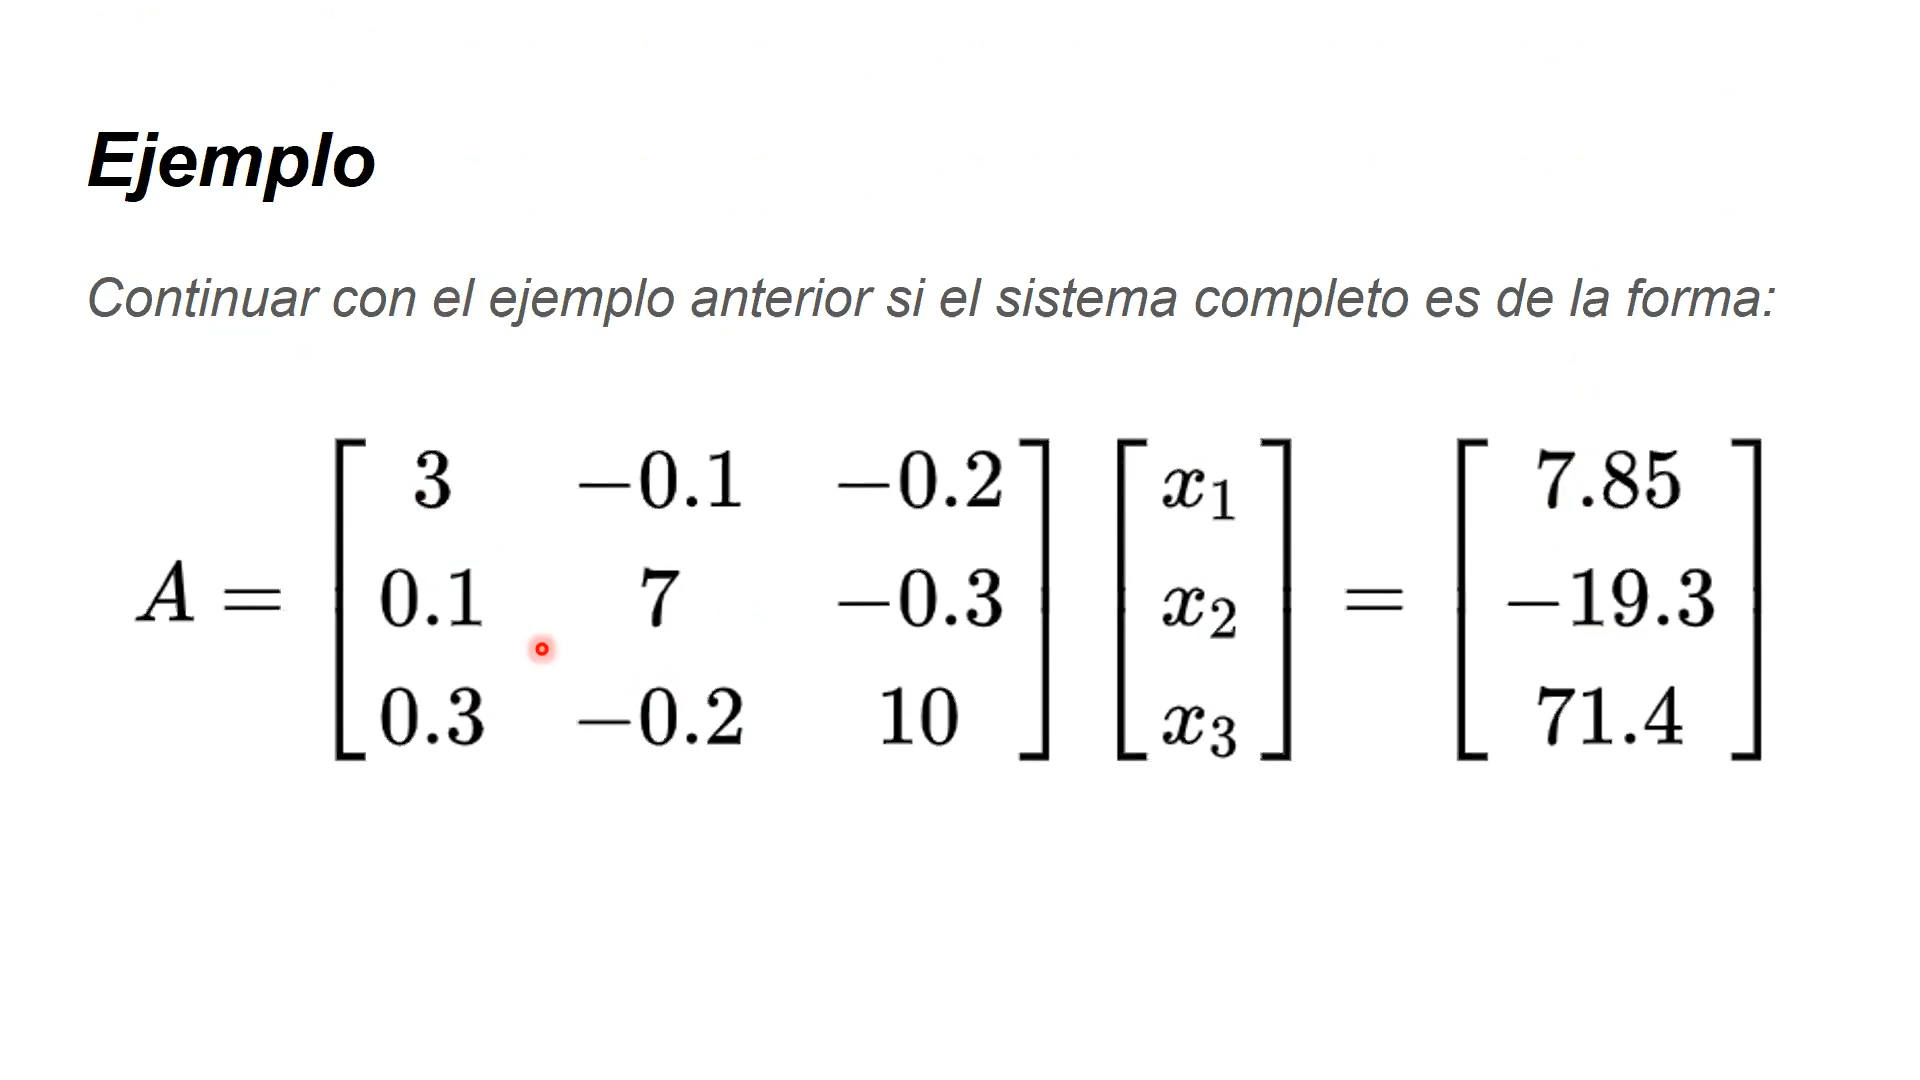 Ejemplo
Continuar con el ejemplo anterior si el sistema completo es de la forma:
A = [ 3 −0.1 −0.2 ] [ x₁ ] [ 7.85 ]
[ 0.1 7 −0.3 ] [ x₂ ] = [ −19.3 ]
[ 0.3 −0.2 10 ] [ x₃ ] [ 71.4 ]